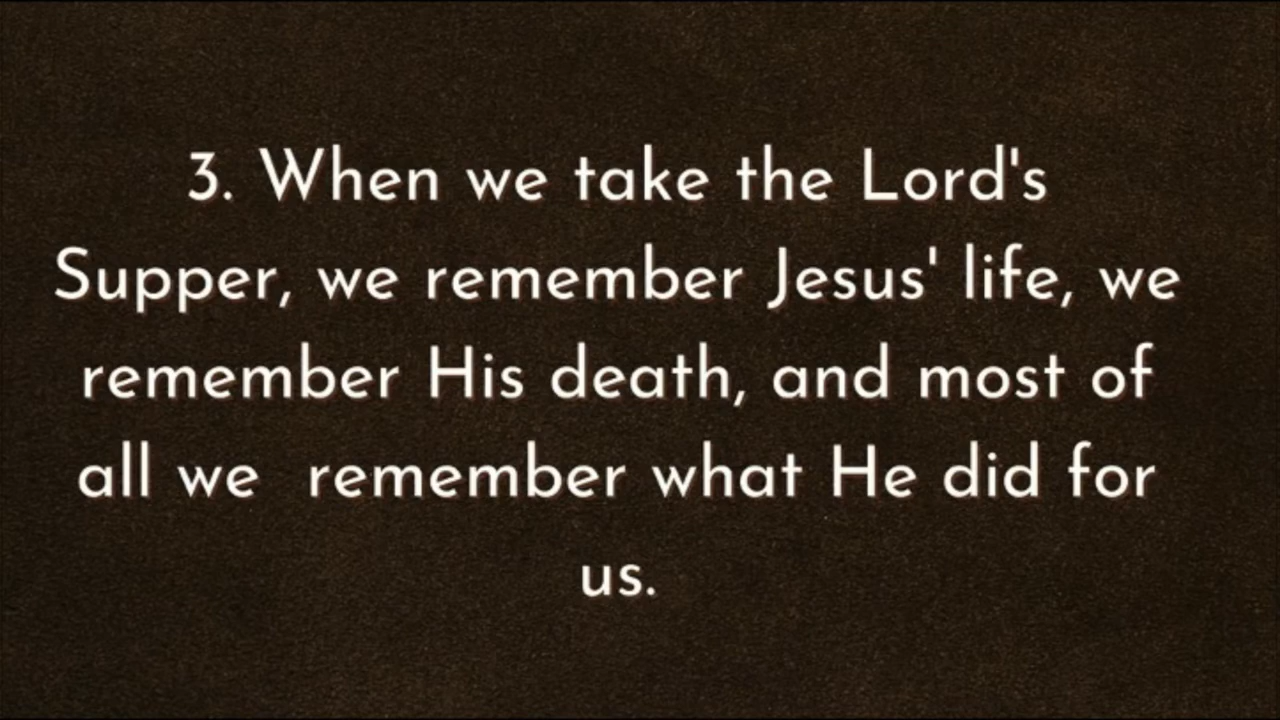 3. When we take the Lord's
Supper, we remember Jesus' life, we
remember His death, and most of
all we  remember what He did for
us.